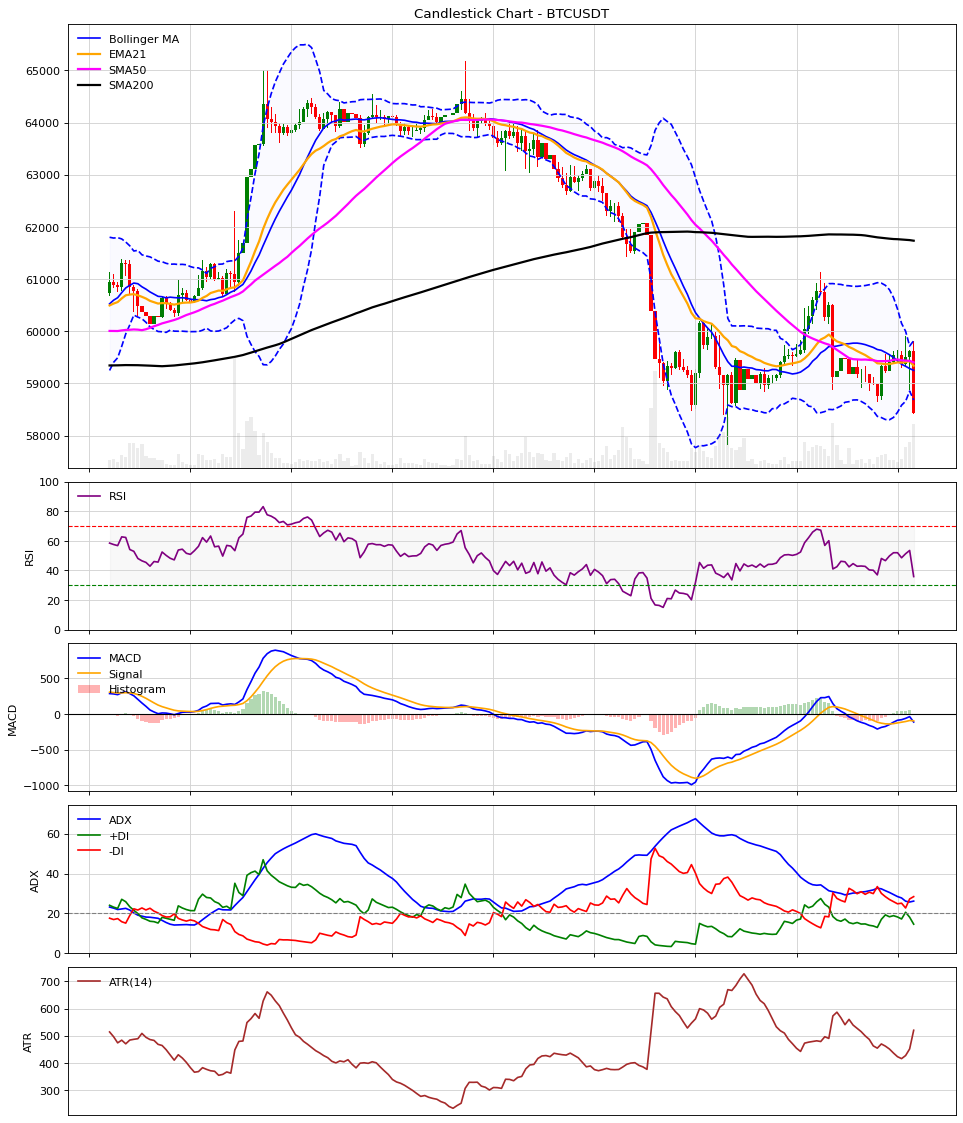 Candlestick Chart - BTCUSDT
Bollinger MA
EMA21
SMA50
SMA200
65000
64000
63000
62000
61000
60000
59000
58000
RSI
RSI
100
80
60
40
20
0
MACD
Signal
Histogram
MACD
500
0
−500
−1000
ADX
+DI
-DI
ADX
60
40
20
0
ATR(14)
ATR
700
600
500
400
300